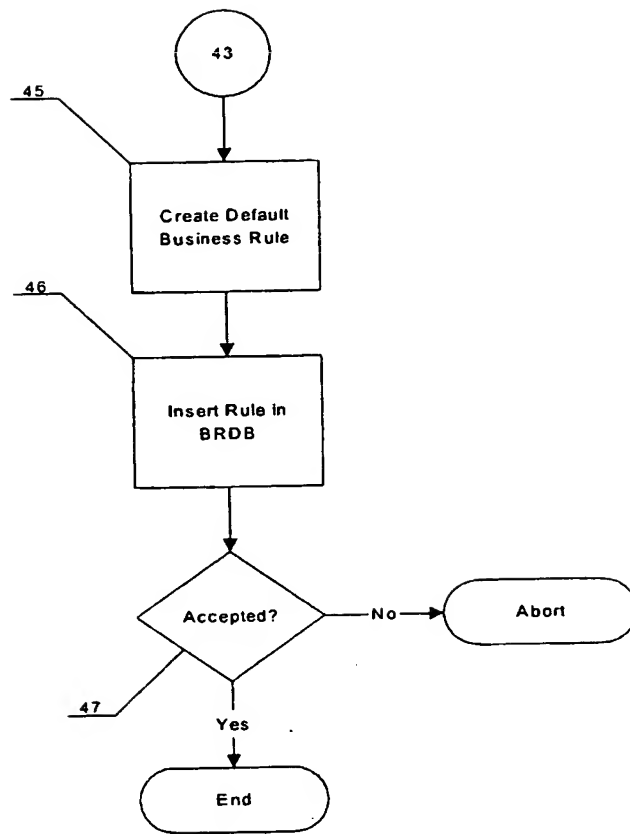 43
45
Create Default
Business Rule
46
Insert Rule in
BRDB
Accepted?
No
Abort
47
Yes
End